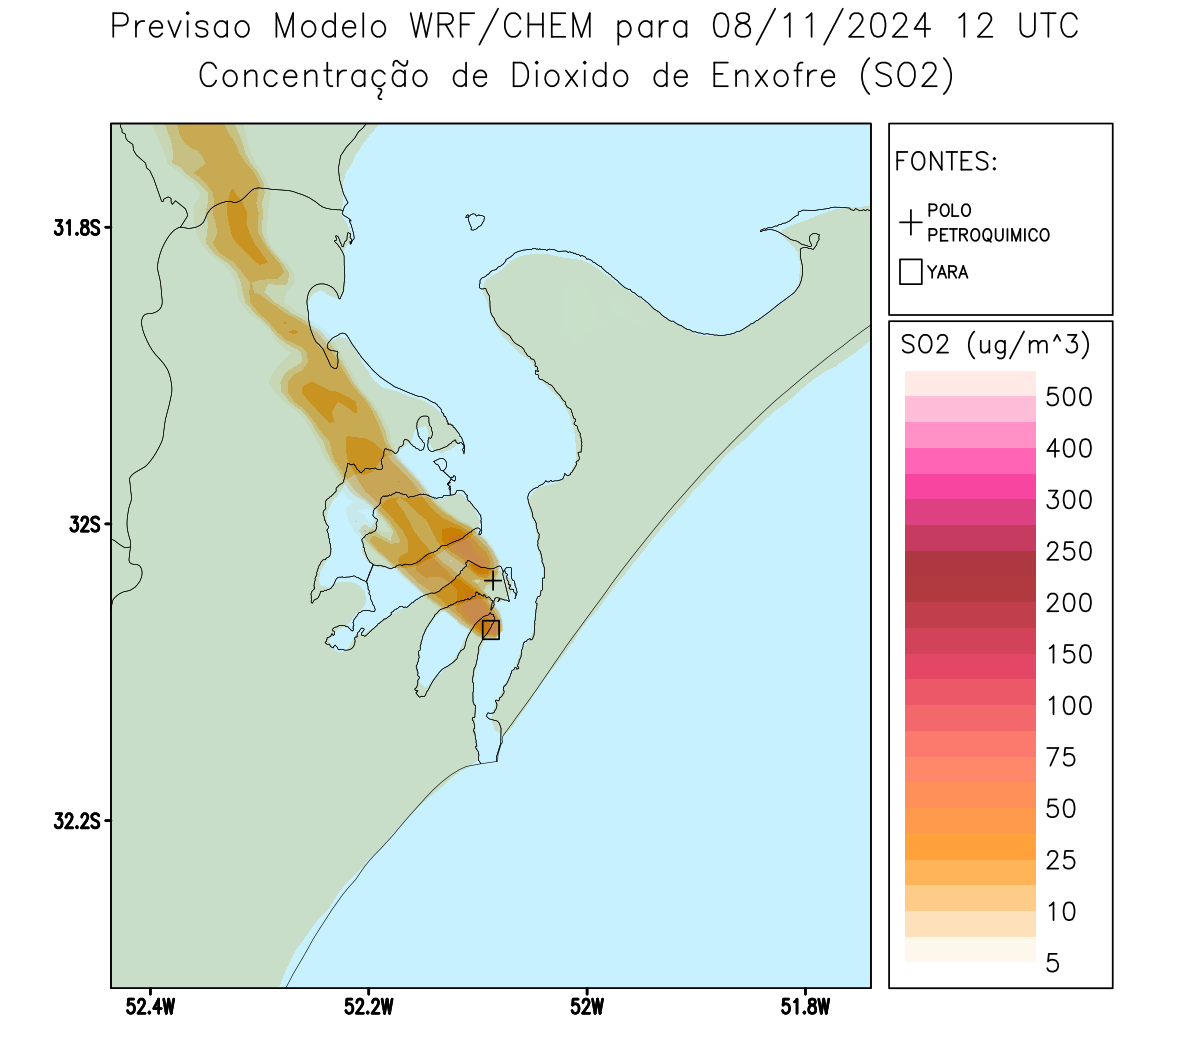 Previsao Modelo WRF/CHEM para 08/11/2024 12 UTC
Concentração de Dioxido de Enxofre (SO2)
FONTES:
POLO
PETROQUIMICO
YARA
SO2 (ug/m^3)
500
400
300
250
200
150
100
75
50
25
10
5
31.8S
32S
32.2S
52.4W
52.2W
52W
51.8W